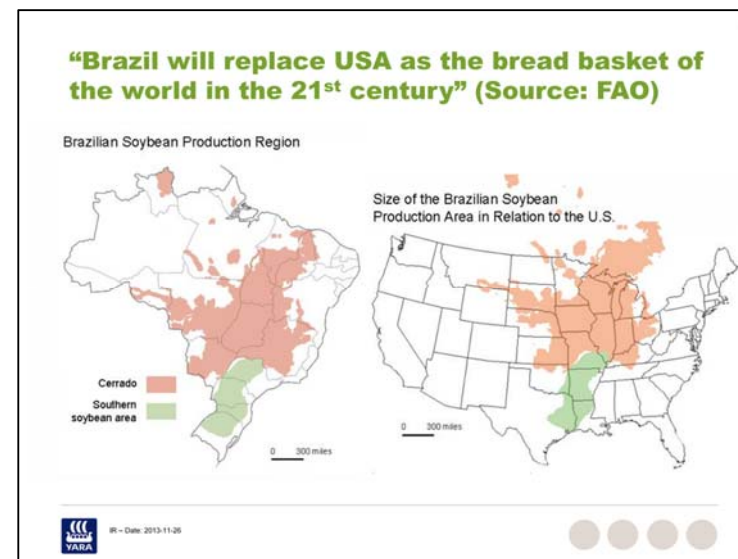 “Brazil will replace USA as the bread basket of
the world in the 21st century” (Source: FAO)
Brazilian Soybean Production Region
Size of the Brazilian Soybean
Production Area in Relation to the U.S.
Cerrado
Southern
soybean area
0 300 miles
0 300 miles
YARA
IR – Date: 2013-11-26